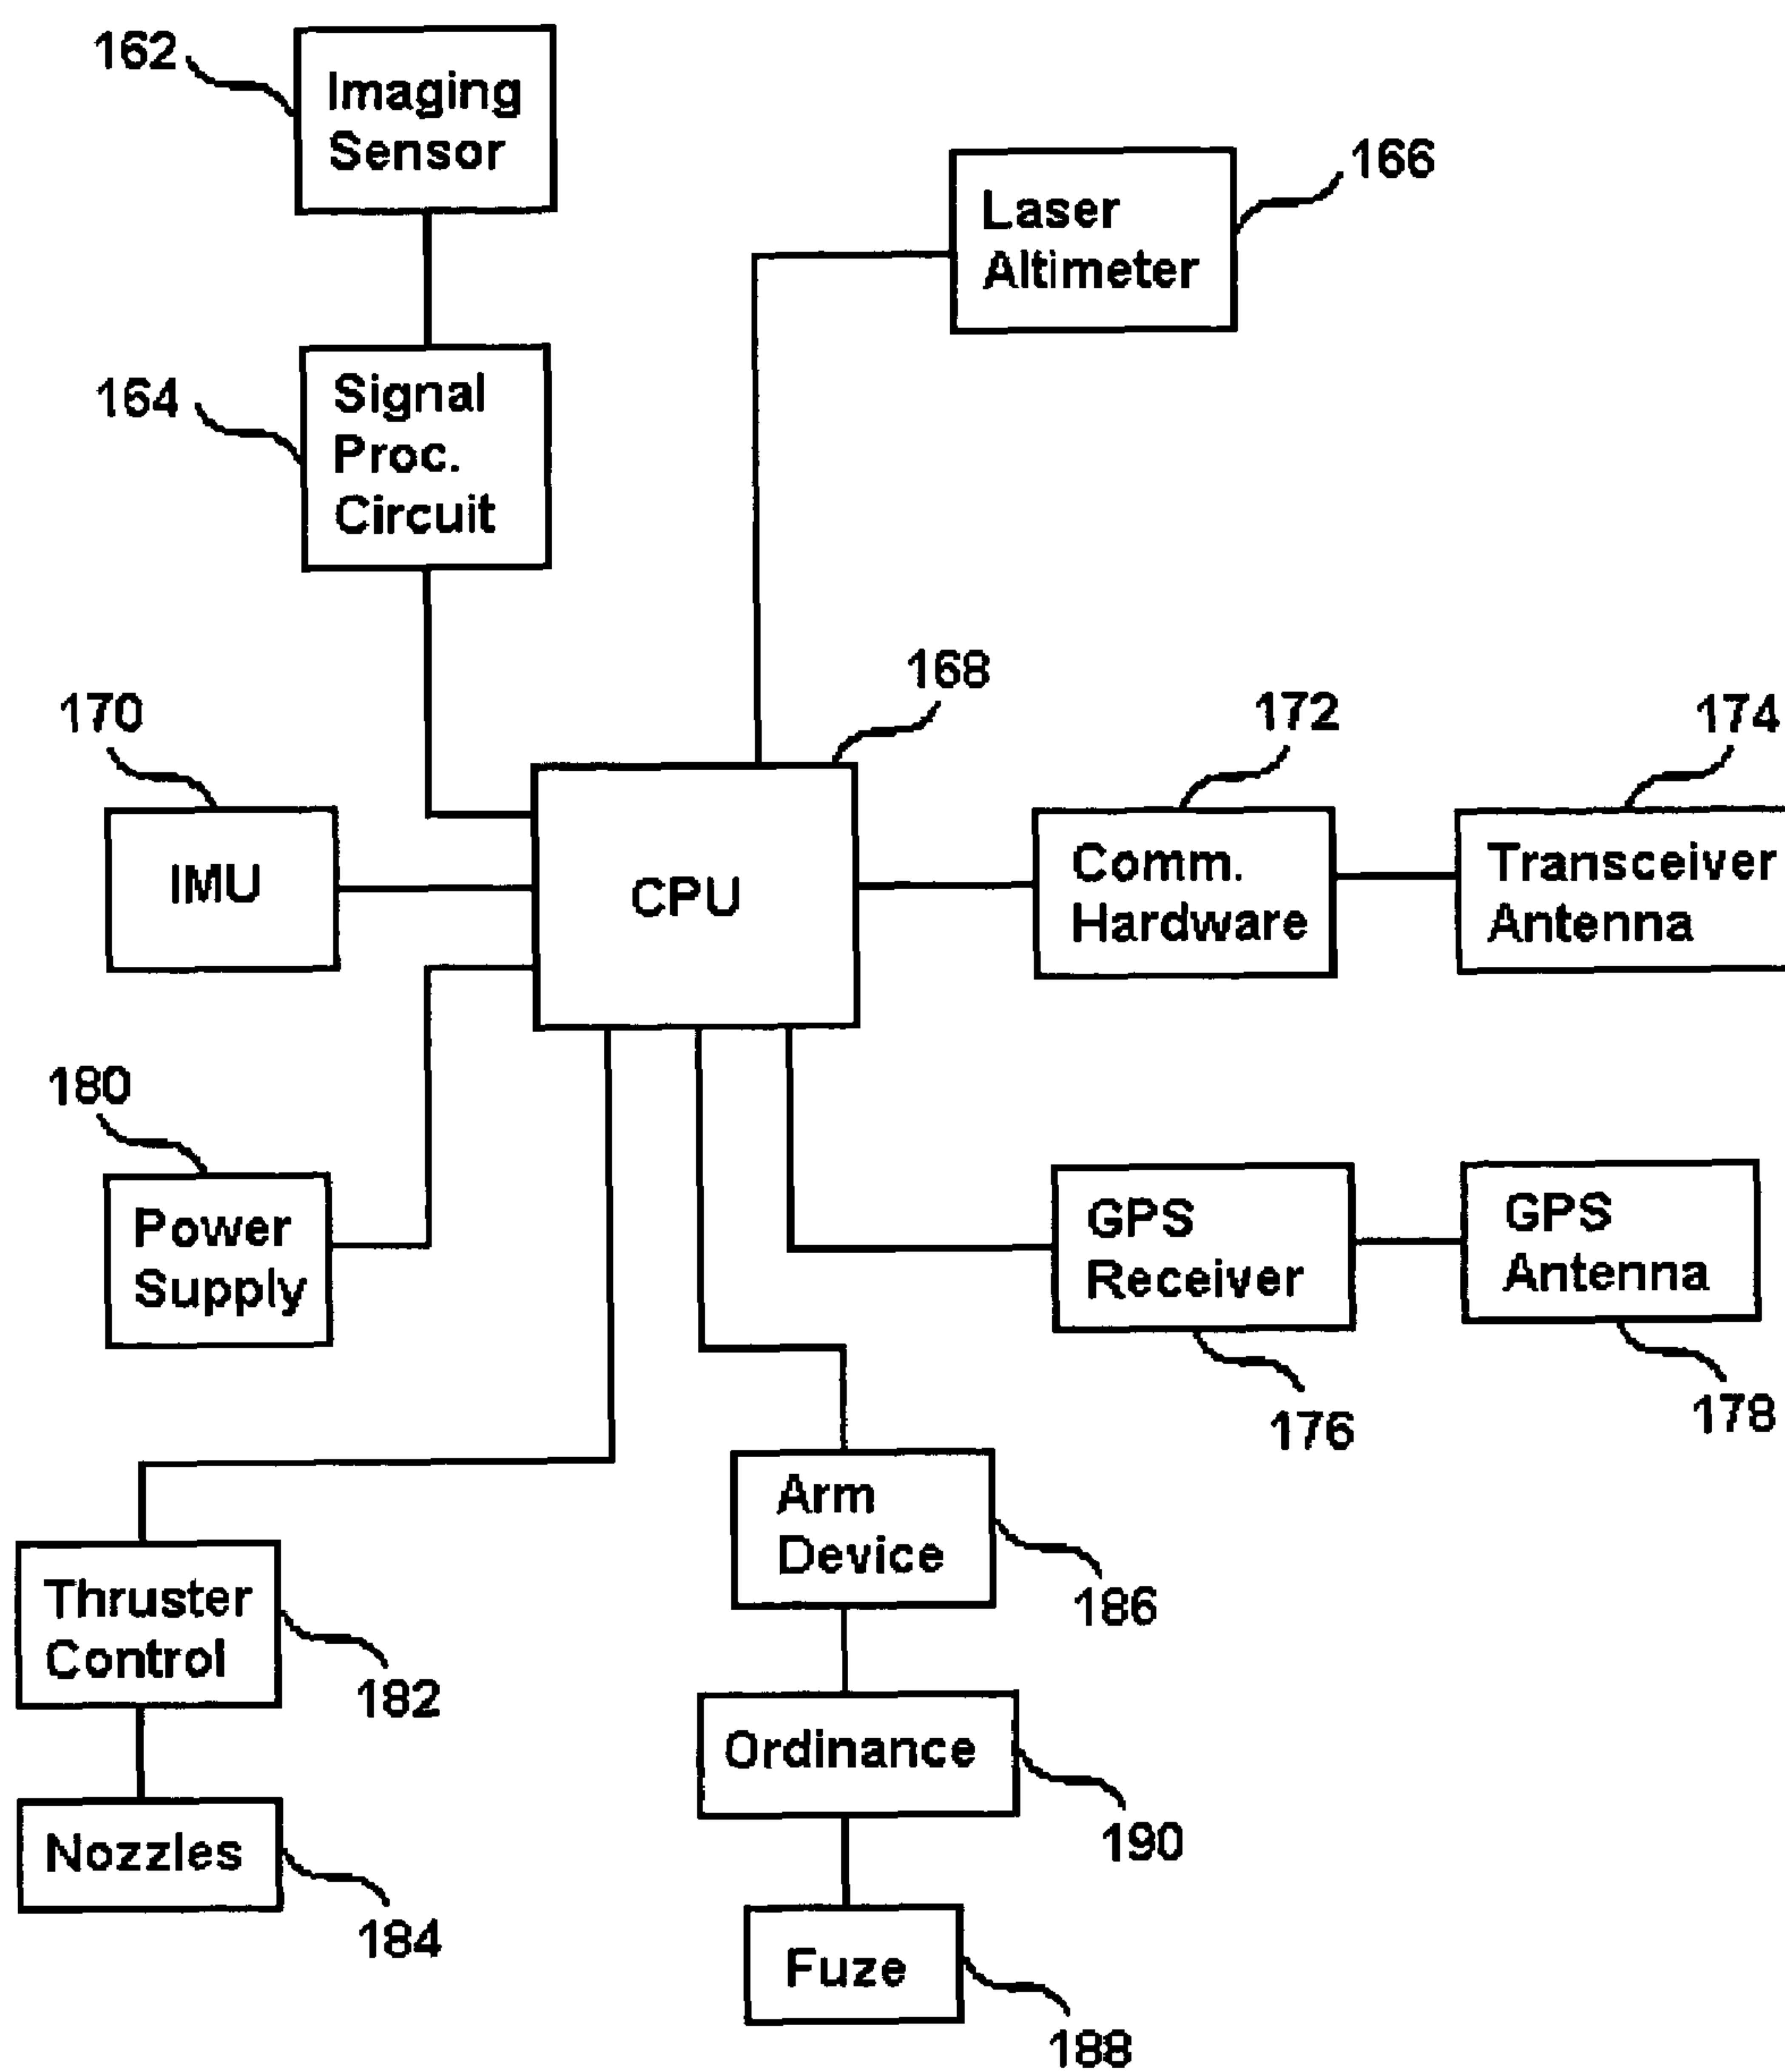 162
Imaging
Sensor
166
Laser
Altimeter
164
Signal
Proc.
Circuit
168
170
172
174
IMU
CPU
Comm.
Hardware
Transceiver
Antenna
180
Power
Supply
GPS
Receiver
GPS
Antenna
176
178
Arm
Device
186
Thruster
Control
182
Ordinance
190
Nozzles
184
Fuze
188